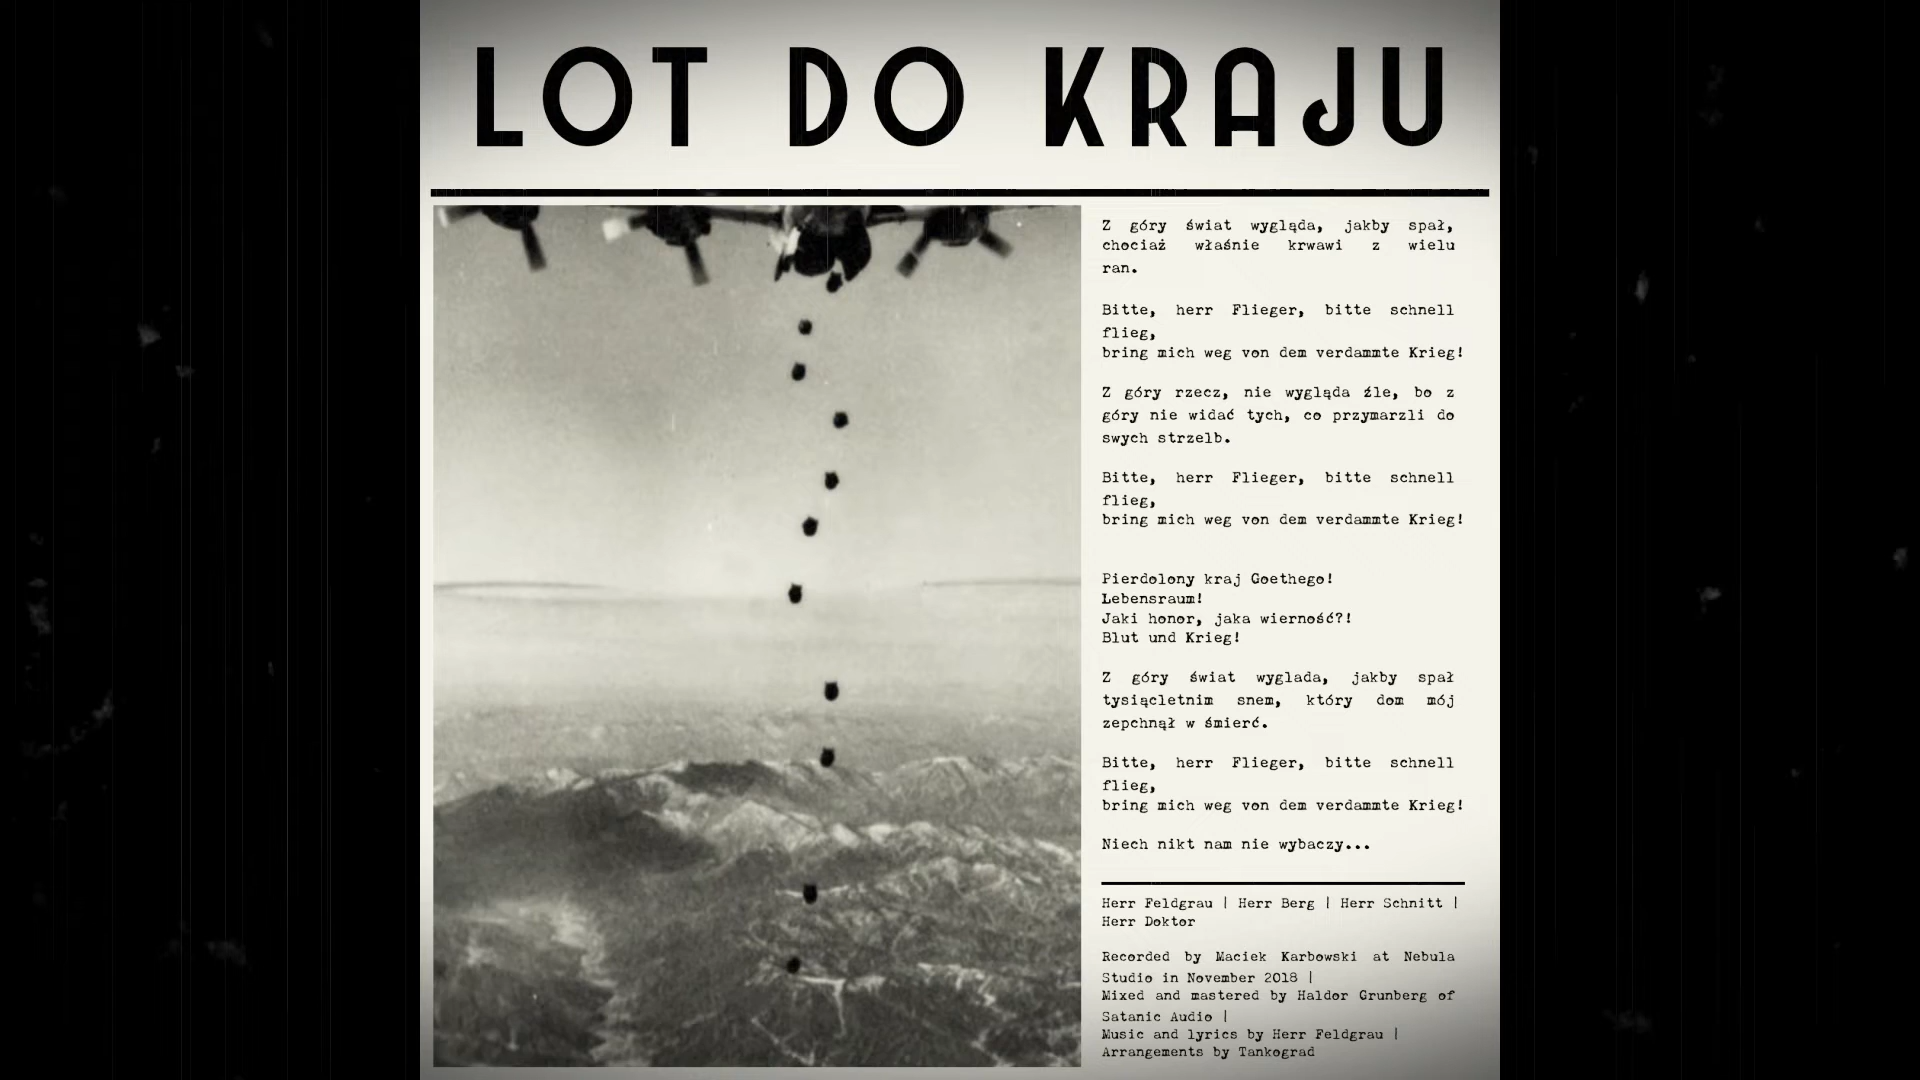 LOT DO KRAJU
Z góry świat wygląda, jakby spał,
chociaż właśnie krwawi z wielu
ran.
Bitte, herr Flieger, bitte schnell
flieg,
bring mich weg von dem verdammte Krieg!
Z góry rzecz, nie wygląda źle, bo z
góry nie widać tych, co przymarzli do
swych strzelb.
Bitte, herr Flieger, bitte schnell
flieg,
bring mich weg von dem verdammte Krieg!
Pierdolony kraj Goethego!
Lebensraum!
Jaki honor, jaka wierność?!
Blut und Krieg!
Z góry świat wyglada, jakby spał
tysiącletnim snem, który dom mój
zepchnął w śmierć.
Bitte, herr Flieger, bitte schnell
flieg,
bring mich weg von dem verdammte Krieg!
Niech nikt nam nie wybaczy...
Herr Feldgrau | Herr Berg | Herr Schnitt |
Herr Doktor
Recorded by Maciek Karbowski at Nebula
Studio in November 2018 |
Mixed and mastered by Haldor Grunberg of
Satanic Audio |
Music and lyrics by Herr Feldgrau |
Arrangements by Tankograd